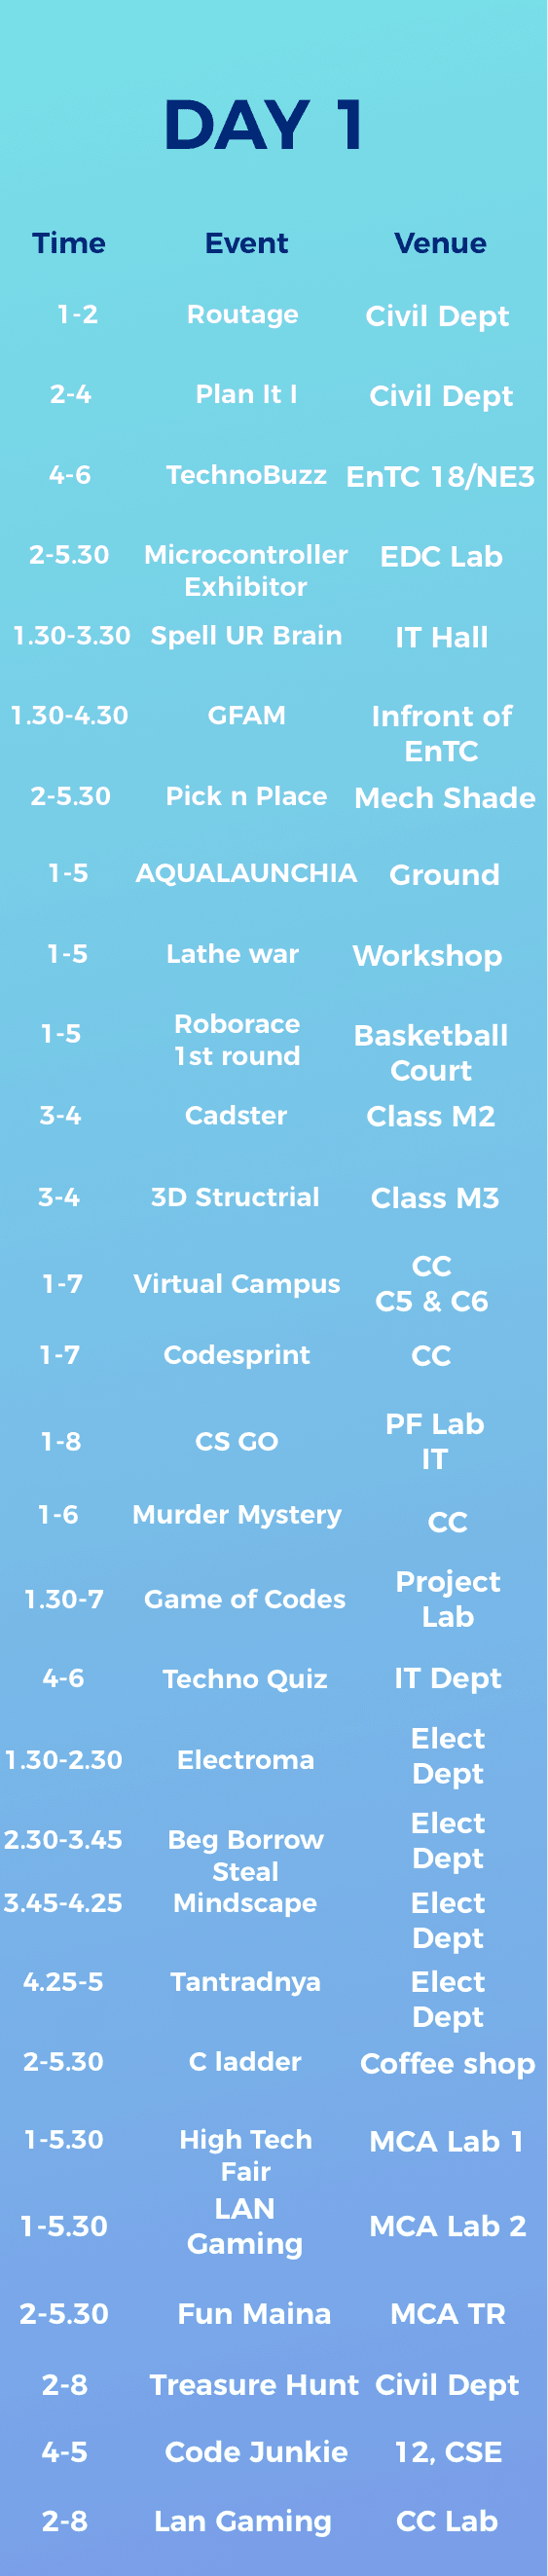 DAY 1
Time Event Venue
1-2 Routage Civil Dept
2-4 Plan It I Civil Dept
4-6 TechnoBuzz EnTC 18/NE3
2-5.30 Microcontroller EDC Lab
Exhibitor
1.30-3.30 Spell UR Brain IT Hall
1.30-4.30 GFAM Infront of
EnTC
2-5.30 Pick n Place Mech Shade
1-5 AQUALAUNCHIA Ground
1-5 Lathe war Workshop
1-5 Roborace Basketball
1st round Court
3-4 Cadster Class M2
3-4 3D Structrial Class M3
CC
1-7 Virtual Campus C5 & C6
1-7 Codesprint CC
PF Lab
1-8 CS GO IT
1-6 Murder Mystery CC
Project
1.30-7 Game of Codes Lab
4-6 Techno Quiz IT Dept
Elect
1.30-2.30 Electroma Dept
Elect
2.30-3.45 Beg Borrow Dept
Steal
3.45-4.25 Mindscape Elect
Dept
4.25-5 Tantradnya Elect
Dept
2-5.30 C ladder Coffee shop
1-5.30 High Tech MCA Lab 1
Fair
LAN
1-5.30 Gaming MCA Lab 2
2-5.30 Fun Maina MCA TR
2-8 Treasure Hunt Civil Dept
4-5 Code Junkie 12, CSE
2-8 Lan Gaming CC Lab